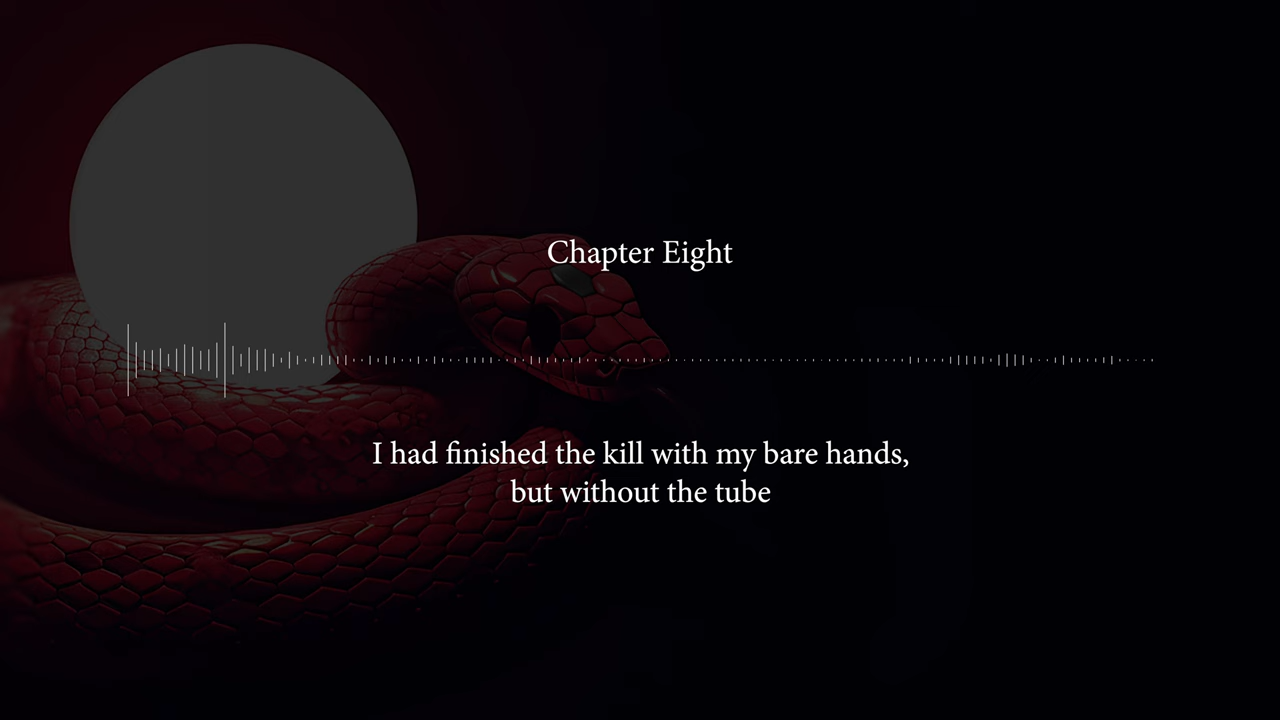 Chapter Eight
I had finished the kill with my bare hands,
but without the tube